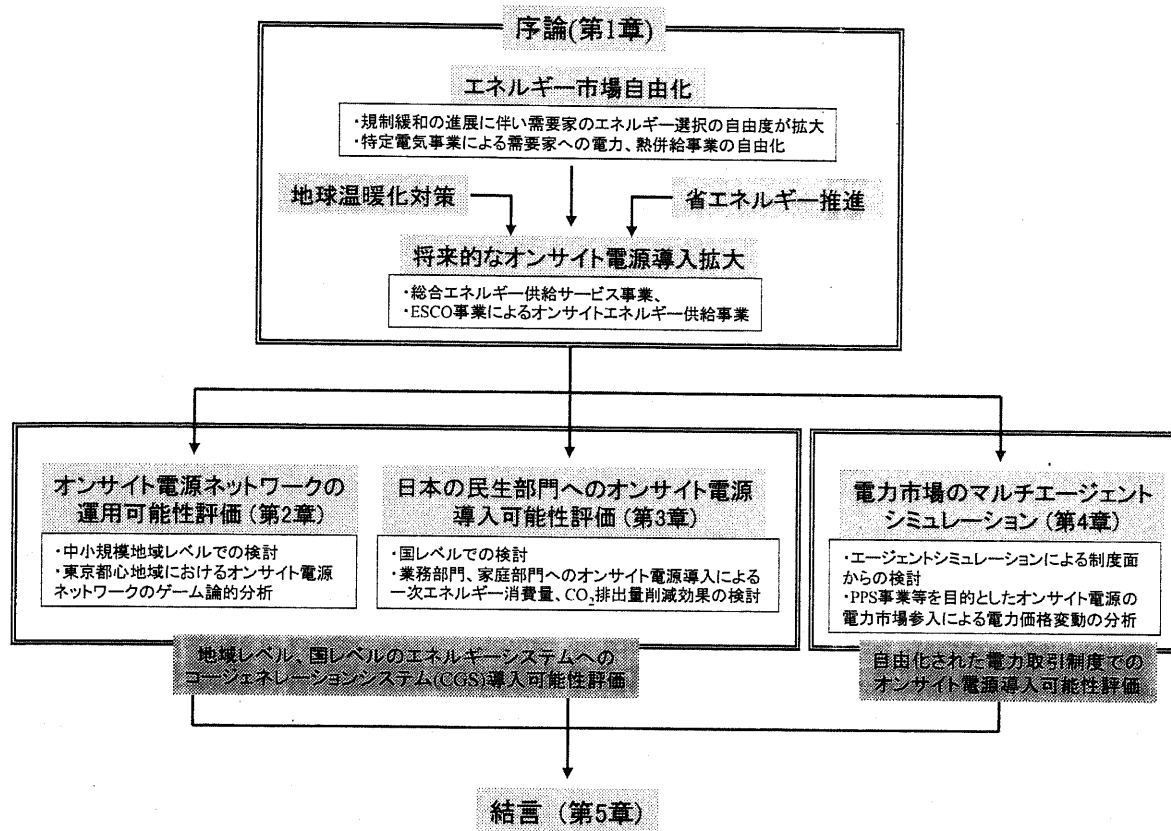 序論(第1章)
エネルギー市場自由化
・規制緩和の進展に伴い需要家のエネルギー選択の自由度が拡大
・特定電気事業による需要家への電力、熱併給事業の自由化
地球温暖化対策
省エネルギー推進
将来的なオンサイト電源導入拡大
・総合エネルギー供給サービス事業、
・ESCO事業によるオンサイトエネルギー供給事業
オンサイト電源ネットワークの
運用可能性評価(第2章)
・中小規模地域レベルでの検討
・東京都心地域におけるオンサイト電源
ネットワークのゲーム論的分析
日本の民生部門へのオンサイト電源
導入可能性評価(第3章)
・国レベルでの検討
・業務部門、家庭部門へのオンサイト電源導入による
一次エネルギー消費量、CO2排出量削減効果の検討
電力市場のマルチエージェント
シミュレーション(第4章)
・エージェントシミュレーションによる制度面
からの検討
・PPS事業等を目的としたオンサイト電源の
電力市場参入による電力価格変動の分析
地域レベル、国レベルのエネルギーシステムへの
コージェネレーションシステム(CGS)導入可能性評価
自由化された電力取引制度での
オンサイト電源導入可能性評価
結言 (第5章)